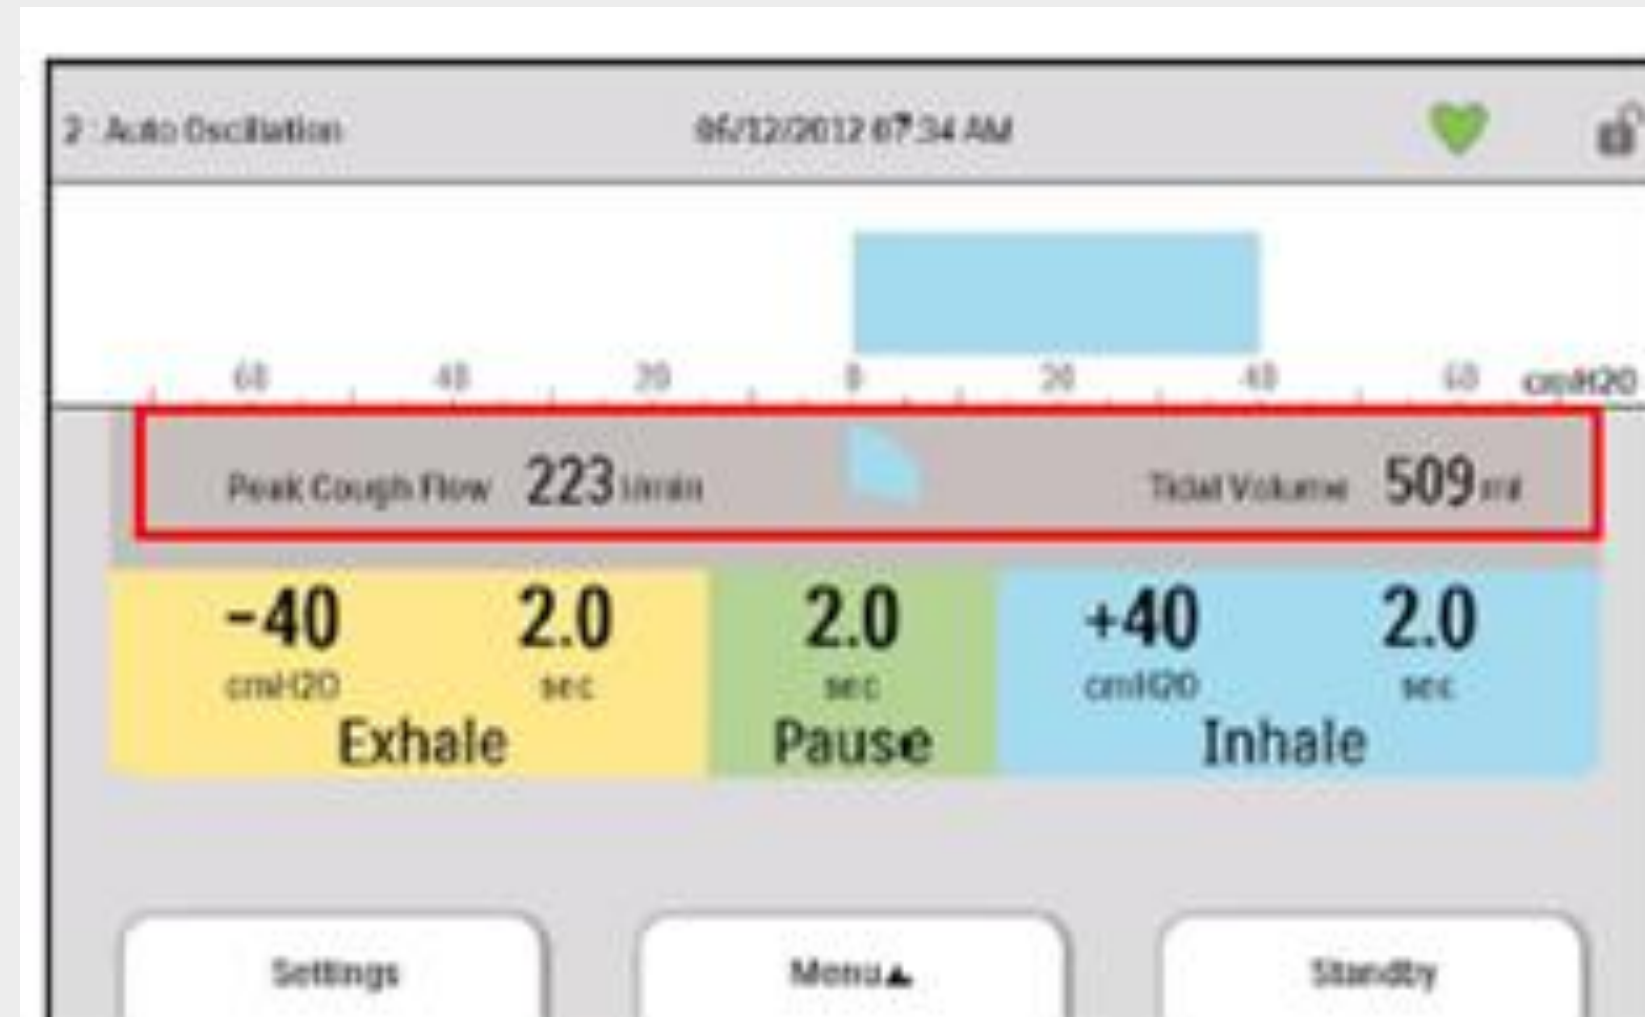 2 : Auto Oscillation 06/12/2012 07:34 AM
60 40 20 0 20 40 60 cmH2O
Peak Cough Flow 223 l/min Tidal Volume 509 ml
-40 2.0 2.0 +40 2.0
cmH2O sec sec cmH2O sec
Exhale Pause Inhale
Settings Menu▲ Standby